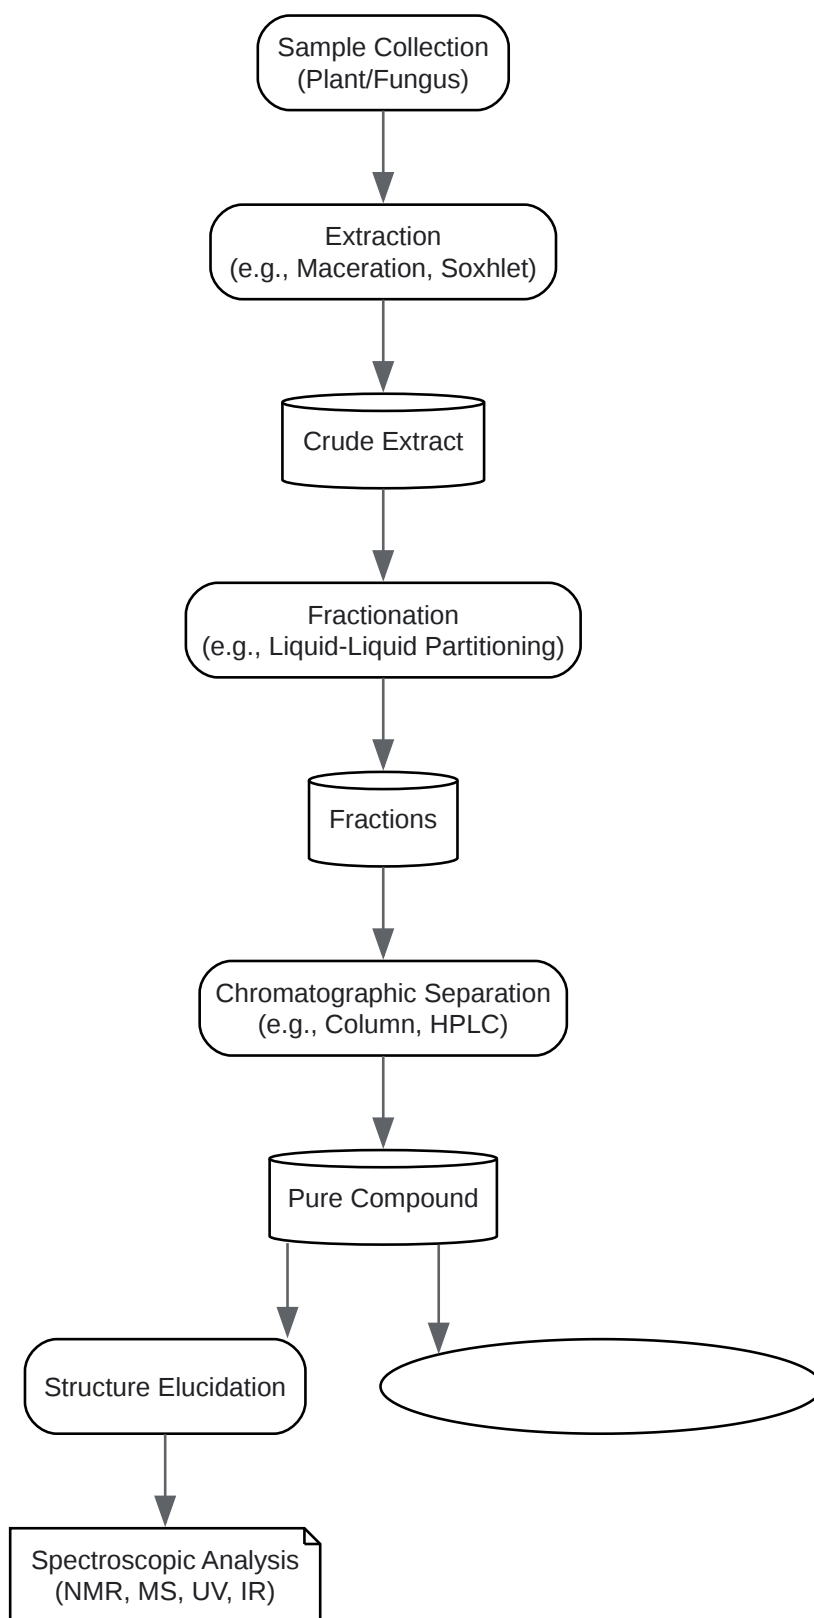 Sample Collection
(Plant/Fungus)
Extraction
(e.g., Maceration, Soxhlet)
Crude Extract
Fractionation
(e.g., Liquid-Liquid Partitioning)
Fractions
Chromatographic Separation
(e.g., Column, HPLC)
Pure Compound
Structure Elucidation
Spectroscopic Analysis
(NMR, MS, UV, IR)